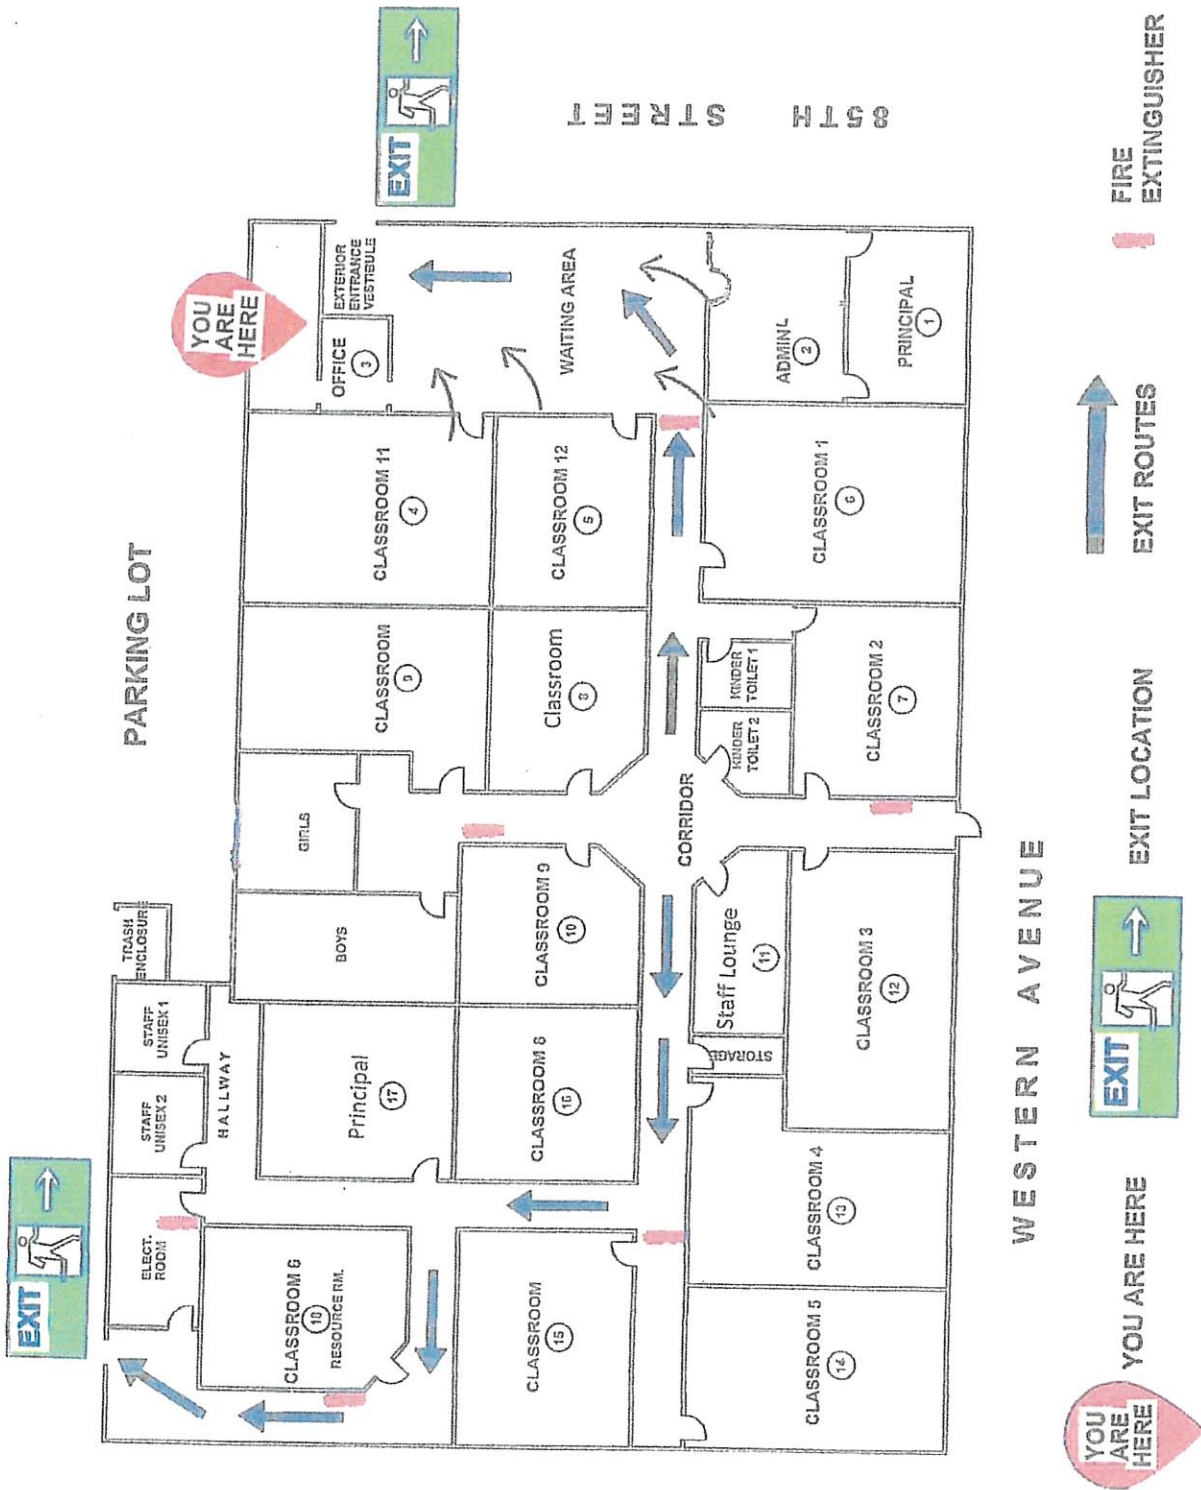 EXIT
85TH STREET
PARKING LOT
YOU
ARE
HERE
EXTERIOR
ENTRANCE
VESTIBULE
OFFICE
3
WAITING AREA
ADMIN\L
2
PRINCIPAL
1
CLASSROOM 11
4
CLASSROOM 12
5
CLASSROOM 1
6
CLASSROOM
9
Classroom
8
KINDER
TOILET 1
KINDER
TOILET 2
CLASSROOM 2
7
GIRLS
CORRIDOR
TRASH
ENCLOSURE
BOYS
CLASSROOM 9
10
Staff Lounge
11
CLASSROOM 3
12
STAFF
UNISEX 1
STAFF
UNISEX 2
HALLWAY
Principal
17
CLASSROOM 8
16
STORAGE
CLASSROOM 4
13
EXIT
ELECT.
ROOM
CLASSROOM 6
18
RESOURCE RM.
CLASSROOM
15
CLASSROOM 5
14
WESTERN AVENUE
YOU
ARE
HERE
YOU ARE HERE
EXIT
EXIT LOCATION
EXIT ROUTES
FIRE
EXTINGUISHER